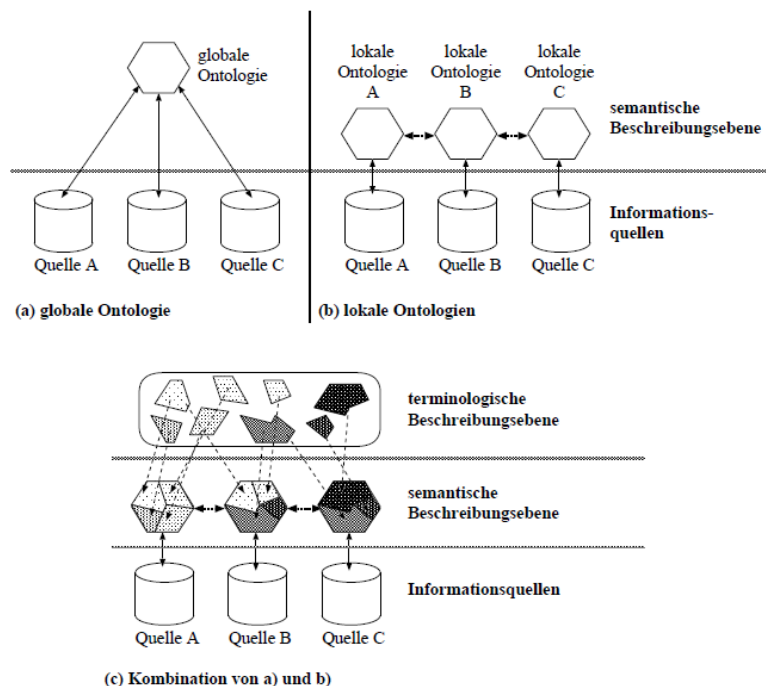 globale
Ontologie
lokale
Ontologie
A
lokale
Ontologie
B
lokale
Ontologie
C
semantische
Beschreibungsebene
Quelle A
Quelle B
Quelle C
Quelle A
Quelle B
Quelle C
Informations-
quellen
(a) globale Ontologie
(b) lokale Ontologien
terminologische
Beschreibungsebene
semantische
Beschreibungsebene
Informationsquellen
Quelle A
Quelle B
Quelle C
(c) Kombination von a) und b)